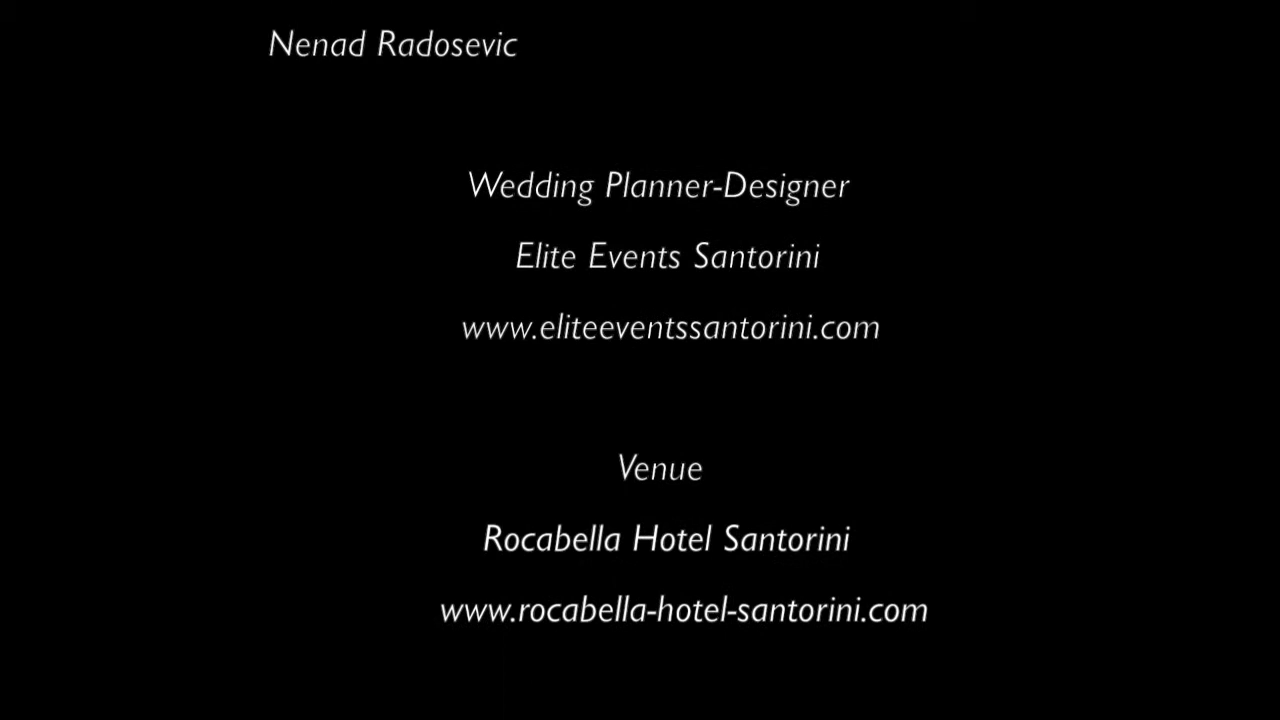 Nenad Radosevic
Wedding Planner-Designer
Elite Events Santorini
www.eliteeventssantorini.com
Venue
Rocabella Hotel Santorini
www.rocabella-hotel-santorini.com